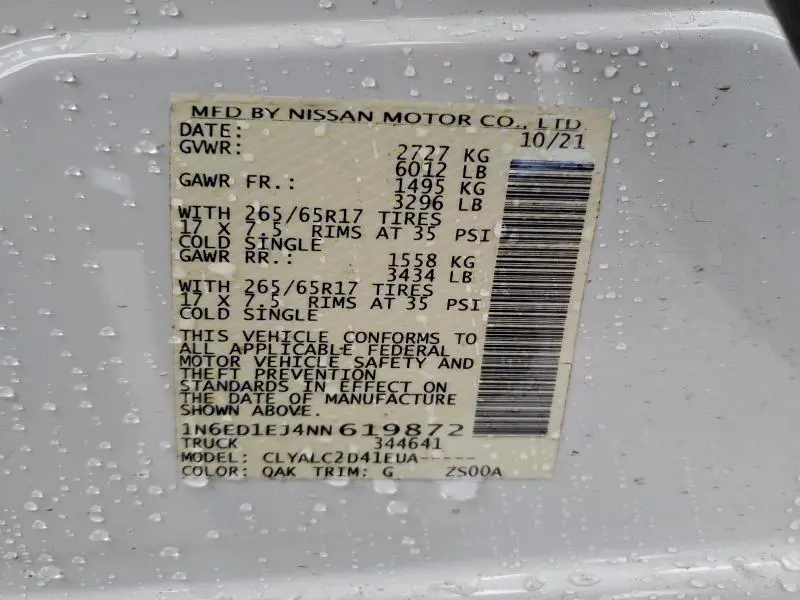 MFD BY NISSAN MOTOR CO., LTD
DATE: 10/21
GVWR: 2727 KG
6012 LB
GAWR FR.: 1495 KG
3296 LB
WITH 265/65R17 TIRES
17 X 7.5 RIMS AT 35 PSI
COLD SINGLE
GAWR RR.: 1558 KG
3434 LB
WITH 265/65R17 TIRES
17 X 7.5 RIMS AT 35 PSI
COLD SINGLE
THIS VEHICLE CONFORMS TO
ALL APPLICABLE FEDERAL
MOTOR VEHICLE SAFETY AND
THEFT PREVENTION
STANDARDS IN EFFECT ON
THE DATE OF MANUFACTURE
SHOWN ABOVE.
1N6ED1EJ4NN619872
TRUCK 344641
MODEL: CLYALC2D41EUA-----
COLOR: QAK TRIM: G ZS00A